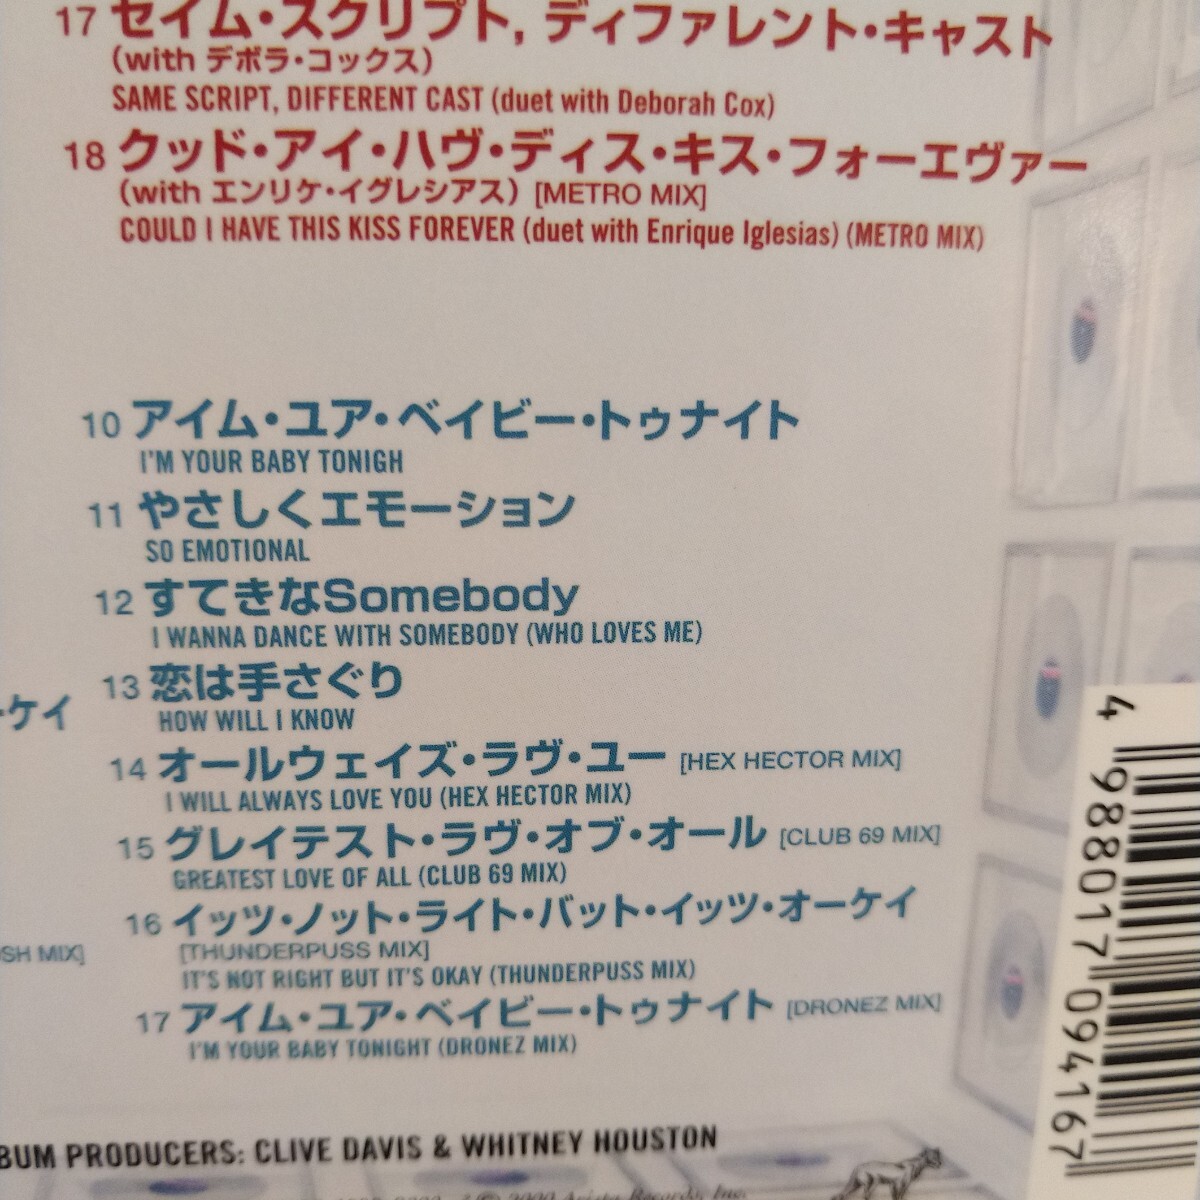 17 セイム・スクリプト, ディファレント・キャスト
(with デボラ・コックス)
SAME SCRIPT, DIFFERENT CAST (duet with Deborah Cox)
18 クッド・アイ・ハヴ・ディス・キス・フォーエヴァー
(with エンリケ・イグレシアス) [METRO MIX]
COULD I HAVE THIS KISS FOREVER (duet with Enrique Iglesias) (METRO MIX)
10 アイム・ユア・ベイビー・トゥナイト
I'M YOUR BABY TONIGH
11 やさしくエモーション
SO EMOTIONAL
12 すてきなSomebody
I WANNA DANCE WITH SOMEBODY (WHO LOVES ME)
13 恋は手さぐり
HOW WILL I KNOW
ーケイ
14 オールウェイズ・ラヴ・ユー [HEX HECTOR MIX]
I WILL ALWAYS LOVE YOU (HEX HECTOR MIX)
15 グレイテスト・ラヴ・オブ・オール [CLUB 69 MIX]
GREATEST LOVE OF ALL (CLUB 69 MIX)
16 イッツ・ノット・ライト・バット・イッツ・オーケイ
[THUNDERPUSS MIX]
SH MIX]
IT'S NOT RIGHT BUT IT'S OKAY (THUNDERPUSS MIX)
17 アイム・ユア・ベイビー・トゥナイト [DRONEZ MIX]
I'M YOUR BABY TONIGHT (DRONEZ MIX)
BUM PRODUCERS: CLIVE DAVIS & WHITNEY HOUSTON
2000 Arista Records, Inc.
4 988017 094167